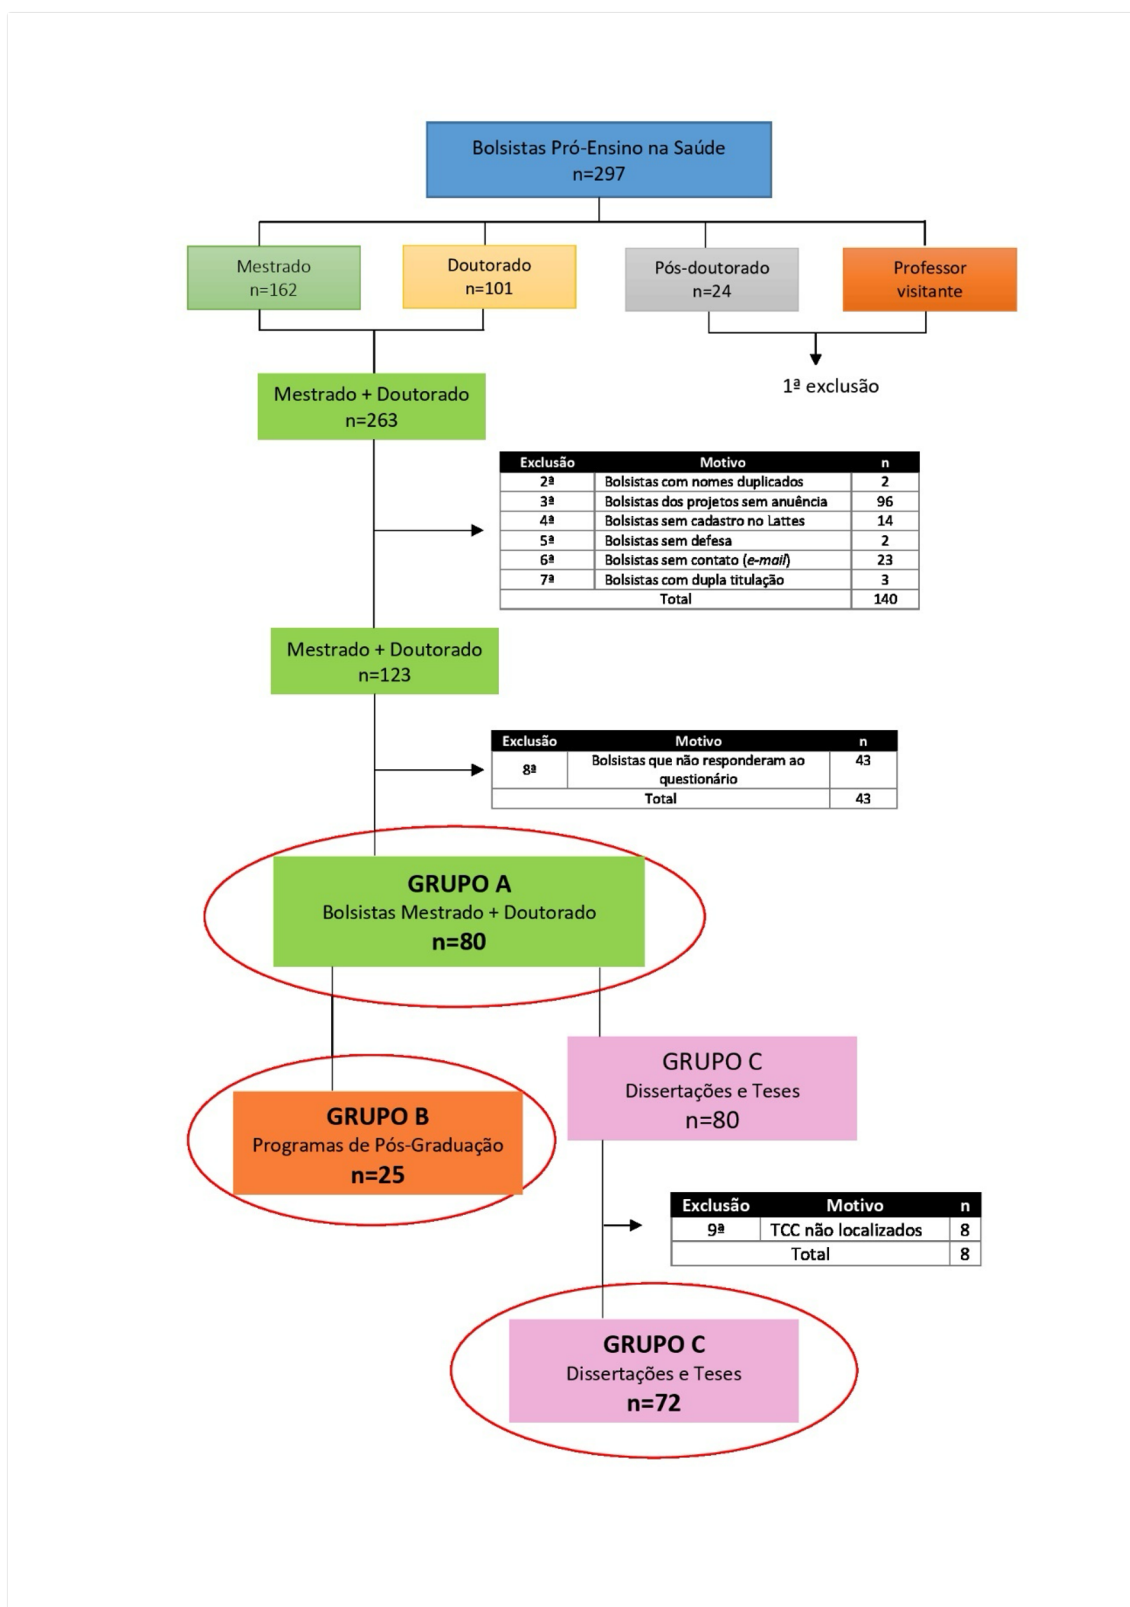 Bolsistas Pró-Ensino na Saúde
n=297
Mestrado
n=162
Doutorado
n=101
Pós-doutorado
n=24
Professor
visitante
1ª exclusão
Mestrado + Doutorado
n=263
Exclusão Motivo n
2ª Bolsistas com nomes duplicados 2
3ª Bolsistas dos projetos sem anuência 96
4ª Bolsistas sem cadastro no Lattes 14
5ª Bolsistas sem defesa 2
6ª Bolsistas sem contato (e-mail) 23
7ª Bolsistas com dupla titulação 3
Total 140
Mestrado + Doutorado
n=123
Exclusão Motivo n
8ª Bolsistas que não responderam ao 43
questionário
Total 43
GRUPO A
Bolsistas Mestrado + Doutorado
n=80
GRUPO B
Programas de Pós-Graduação
n=25
GRUPO C
Dissertações e Teses
n=80
Exclusão Motivo n
9ª TCC não localizados 8
Total 8
GRUPO C
Dissertações e Teses
n=72